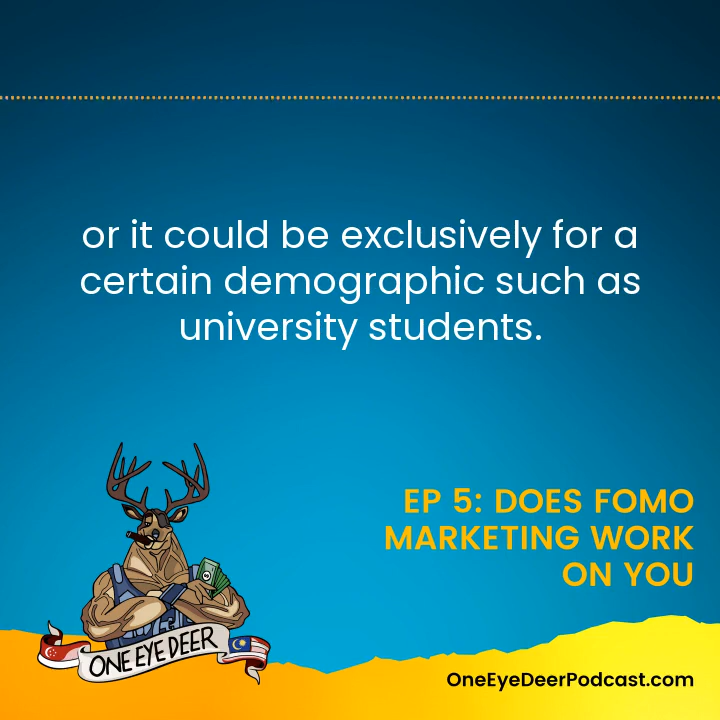 or it could be exclusively for a
certain demographic such as
university students.
EP 5: DOES FOMO
MARKETING WORK
ON YOU
ONE EYE DEER
OneEyeDeerPodcast.com